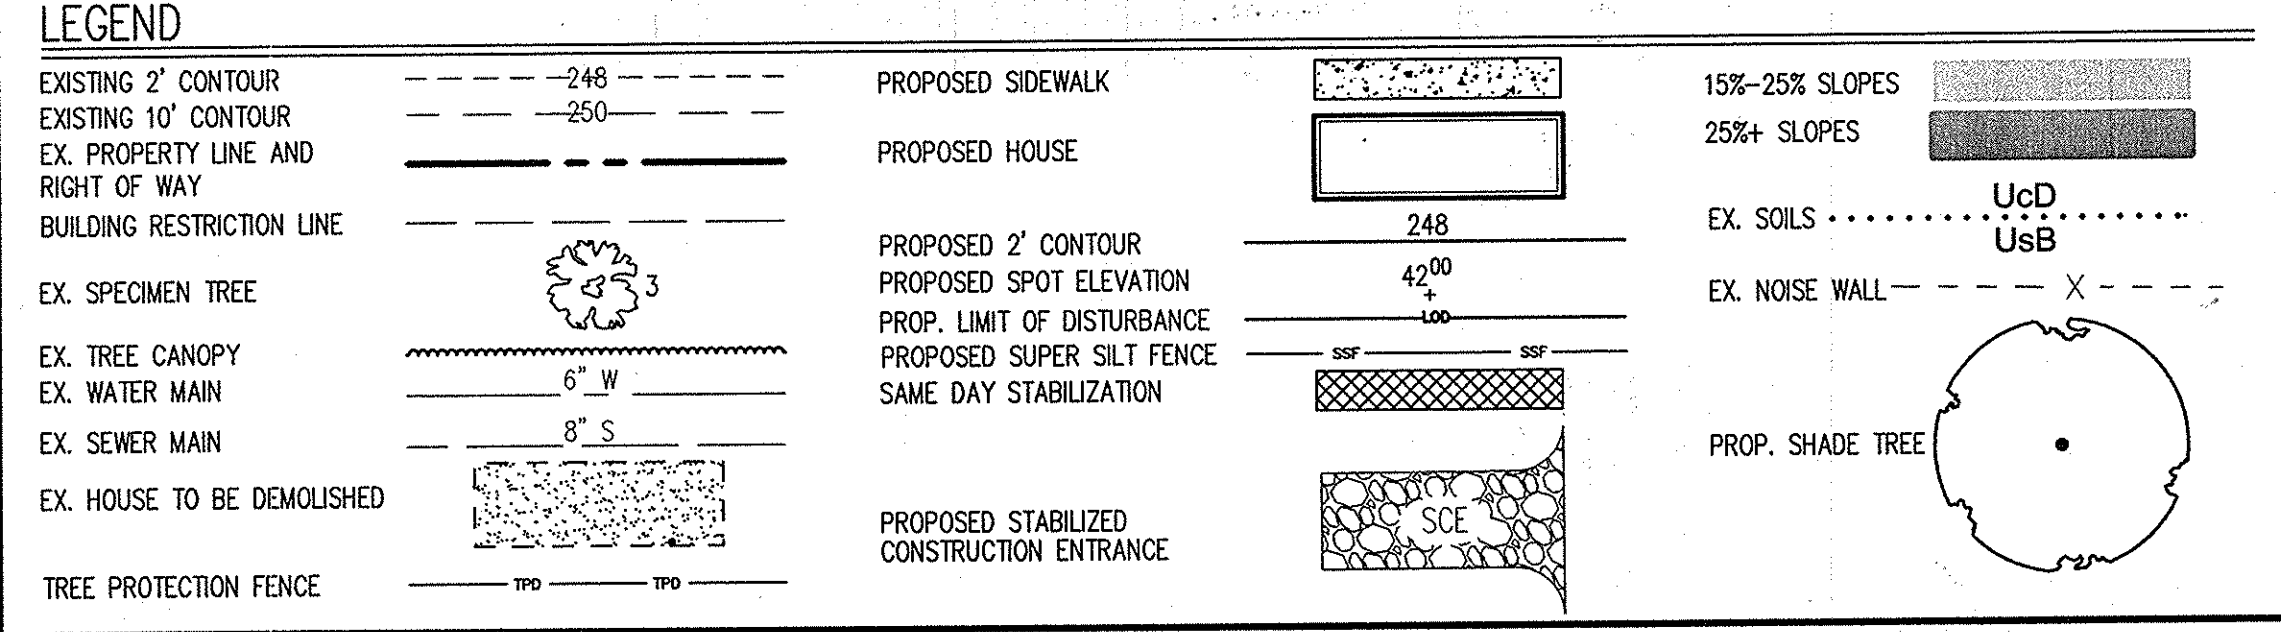 LEGEND
EXISTING 2' CONTOUR
248
EXISTING 10' CONTOUR
250
EX. PROPERTY LINE AND
RIGHT OF WAY
BUILDING RESTRICTION LINE
EX. SPECIMEN TREE
3
EX. TREE CANOPY
EX. WATER MAIN
6" W
EX. SEWER MAIN
8" S
EX. HOUSE TO BE DEMOLISHED
TREE PROTECTION FENCE
TPD TPD
PROPOSED SIDEWALK
PROPOSED HOUSE
PROPOSED 2' CONTOUR
248
PROPOSED SPOT ELEVATION
42⁰⁰
+
PROP. LIMIT OF DISTURBANCE
LOD
PROPOSED SUPER SILT FENCE
SSF SSF
SAME DAY STABILIZATION
PROPOSED STABILIZED
CONSTRUCTION ENTRANCE
SCE
15%-25% SLOPES
25%+ SLOPES
EX. SOILS
UcD
UsB
EX. NOISE WALL
X
PROP. SHADE TREE